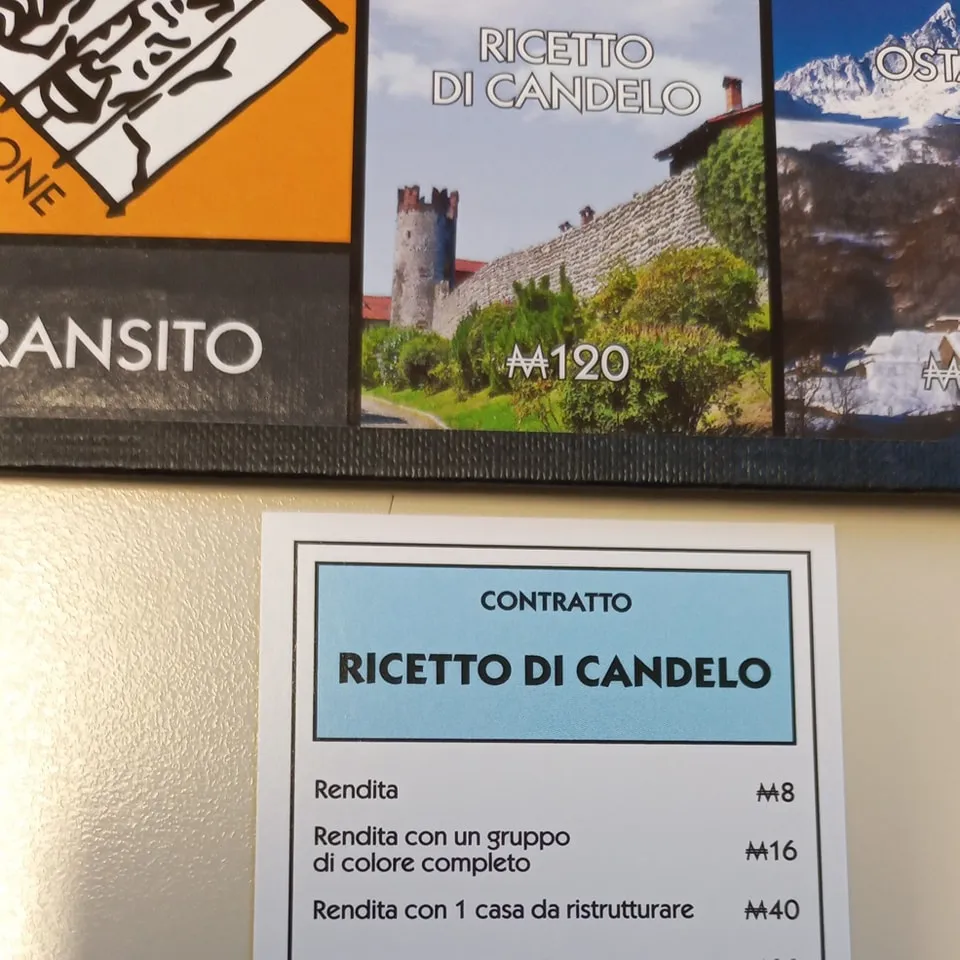 RICETTO
DI CANDELO
OSTA
ONE
RANSITO
₩120
CONTRATTO
RICETTO DI CANDELO
Rendita ₩8
Rendita con un gruppo
di colore completo ₩16
Rendita con 1 casa da ristrutturare ₩40